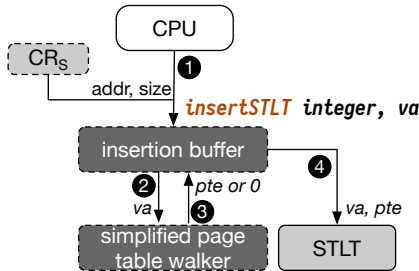 CPU
CRS
1
addr, size
insertSTLT integer, va
insertion buffer
2
va
3
pte or 0
4
simplified page
table walker
va, pte
STLT